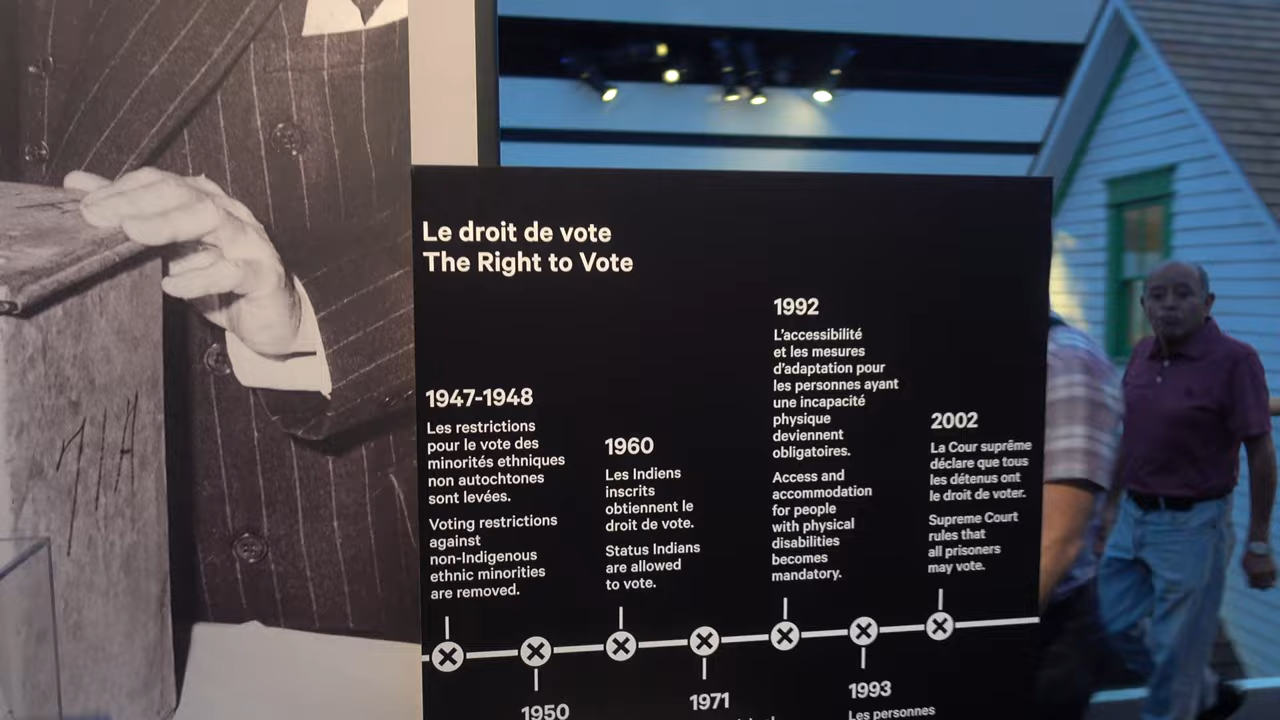 Le droit de vote
The Right to Vote
1947-1948
Les restrictions
pour le vote des
minorités ethniques
non autochtones
sont levées.
Voting restrictions
against
non-Indigenous
ethnic minorities
are removed.
1960
Les Indiens
inscrits
obtiennent le
droit de vote.
Status Indians
are allowed
to vote.
1992
L'accessibilité
et les mesures
d'adaptation pour
les personnes ayant
une incapacité
physique
deviennent
obligatoires.
Access and
accommodation
for people
with physical
disabilities
becomes
mandatory.
2002
La Cour suprême
déclare que tous
les détenus ont
le droit de voter.
Supreme Court
rules that
all prisoners
may vote.
1950
1971
1993
Les personnes